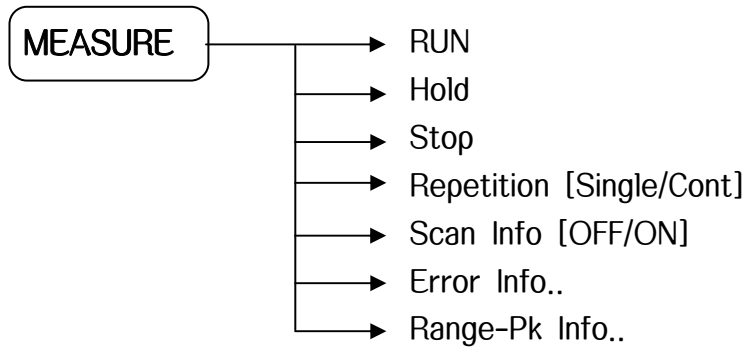 MEASURE
RUN
Hold
Stop
Repetition [Single/Cont]
Scan Info [OFF/ON]
Error Info..
Range-Pk Info..